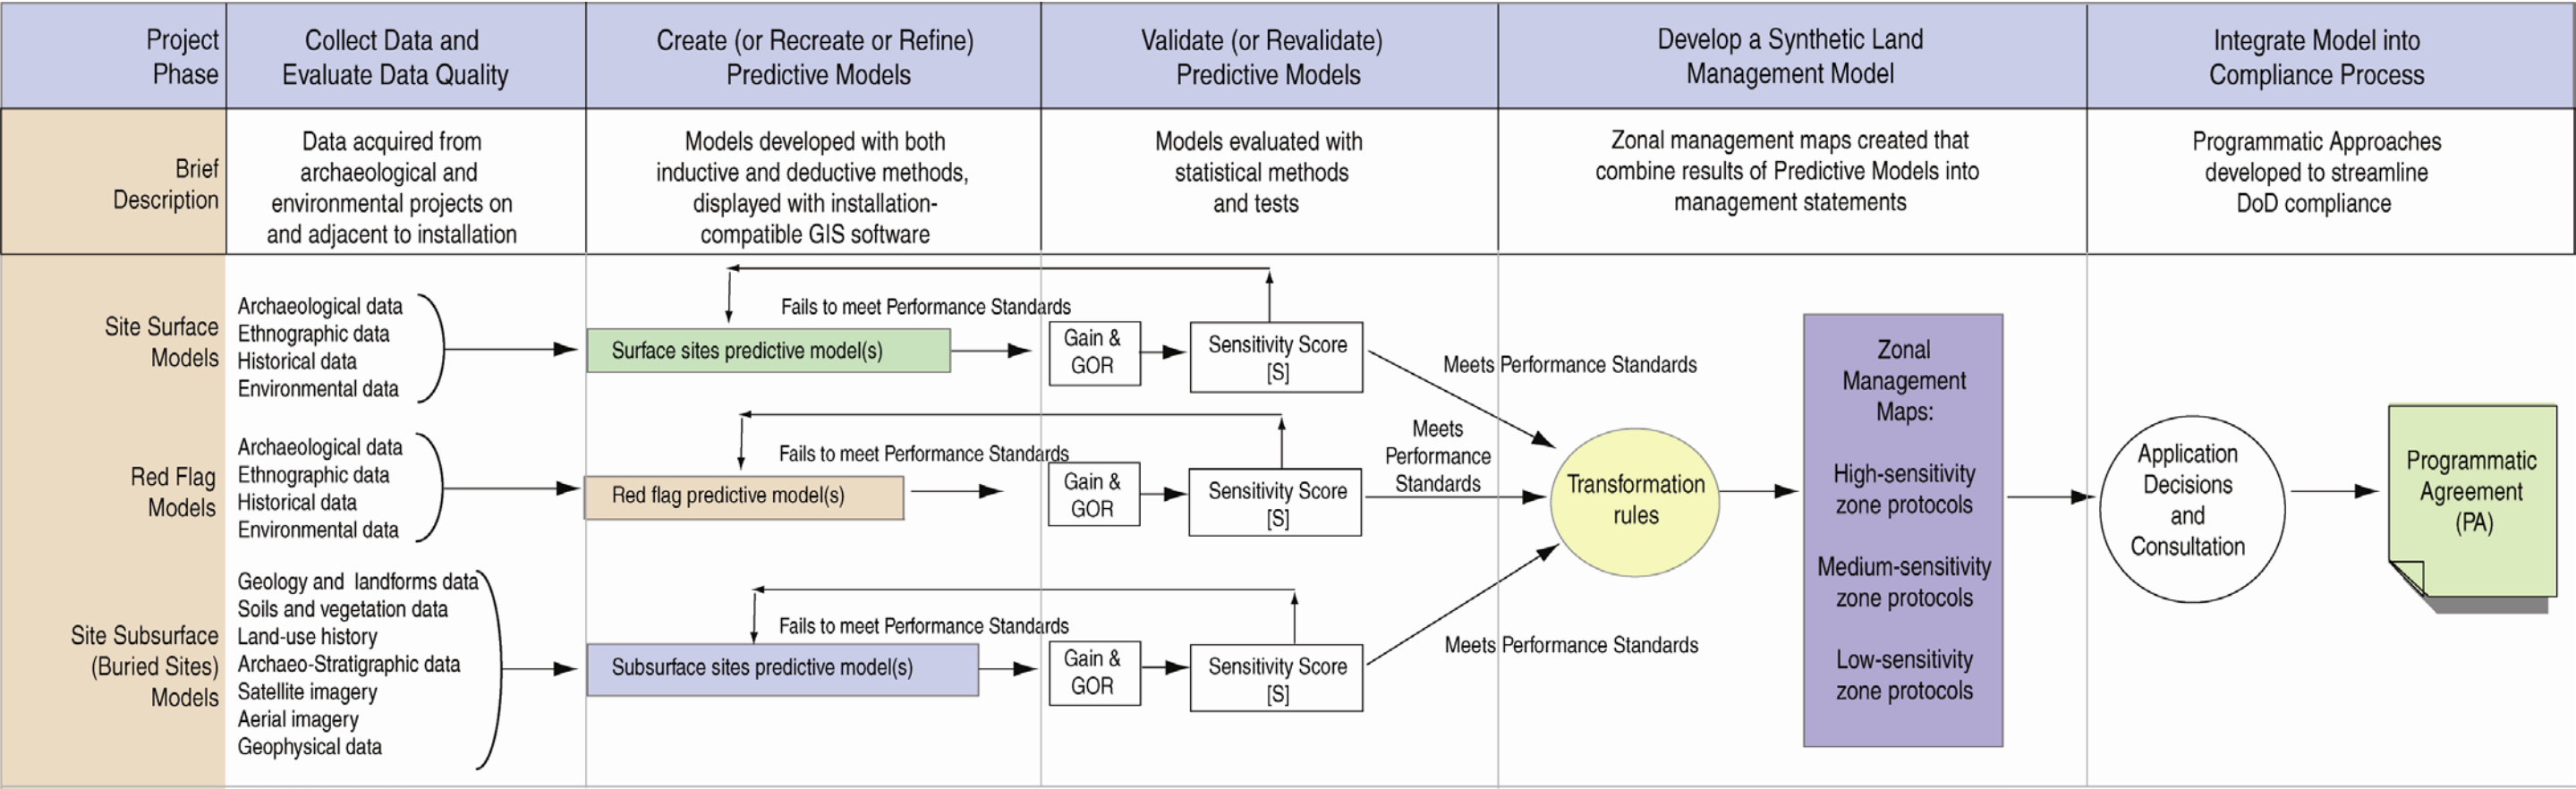 Project
Phase
Collect Data and
Evaluate Data Quality
Create (or Recreate or Refine)
Predictive Models
Validate (or Revalidate)
Predictive Models
Develop a Synthetic Land
Management Model
Integrate Model into
Compliance Process
Brief
Description
Data acquired from
archaeological and
environmental projects on
and adjacent to installation
Models developed with both
inductive and deductive methods,
displayed with installation-
compatible GIS software
Models evaluated with
statistical methods
and tests
Zonal management maps created that
combine results of Predictive Models into
management statements
Programmatic Approaches
developed to streamline
DoD compliance
Site Surface
Models
Archaeological data
Ethnographic data
Historical data
Environmental data
Fails to meet Performance Standards
Surface sites predictive model(s)
Gain &
GOR
Sensitivity Score
[S]
Meets Performance Standards
Red Flag
Models
Archaeological data
Ethnographic data
Historical data
Environmental data
Fails to meet Performance Standards
Red flag predictive model(s)
Gain &
GOR
Sensitivity Score
[S]
Meets
Performance
Standards
Site Subsurface
(Buried Sites)
Models
Geology and landforms data
Soils and vegetation data
Land-use history
Archaeo-Stratigraphic data
Satellite imagery
Aerial imagery
Geophysical data
Fails to meet Performance Standards
Subsurface sites predictive model(s)
Gain &
GOR
Sensitivity Score
[S]
Meets Performance Standards
Transformation
rules
Zonal
Management
Maps:
High-sensitivity
zone protocols
Medium-sensitivity
zone protocols
Low-sensitivity
zone protocols
Application
Decisions
and
Consultation
Programmatic
Agreement
(PA)